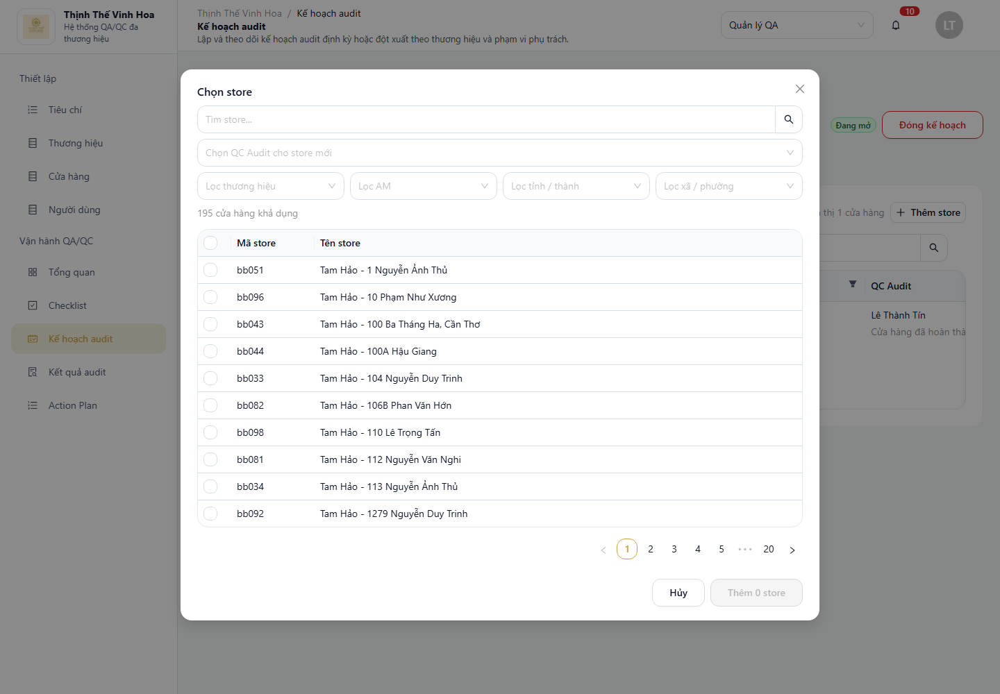 Thịnh Thế Vinh Hoa
Hệ thống QA/QC đa
thương hiệu
Thiết lập
Tiêu chí
Thương hiệu
Cửa hàng
Người dùng
Vận hành QA/QC
Tổng quan
Checklist
Kế hoạch audit
Kết quả audit
Action Plan
Thịnh Thế Vinh Hoa / Kế hoạch audit
Kế hoạch audit
Lập và theo dõi kế hoạch audit định kỳ hoặc đột xuất theo thương hiệu và phạm vi phụ trách.
Quản lý QA
10
LT
Đang mở
Đóng kế hoạch
thị 1 cửa hàng
Thêm store
QC Audit
Lê Thành Tín
Cửa hàng đã hoàn thà
Chọn store
Tìm store...
Chọn QC Audit cho store mới
Lọc thương hiệu
Lọc AM
Lọc tỉnh / thành
Lọc xã / phường
195 cửa hàng khả dụng
Mã store Tên store
bb051 Tam Hảo - 1 Nguyễn Ảnh Thủ
bb096 Tam Hảo - 10 Phạm Như Xương
bb043 Tam Hảo - 100 Ba Tháng Ha, Cần Thơ
bb044 Tam Hảo - 100A Hậu Giang
bb033 Tam Hảo - 104 Nguyễn Duy Trinh
bb082 Tam Hảo - 106B Phan Văn Hớn
bb098 Tam Hảo - 110 Lê Trọng Tấn
bb081 Tam Hảo - 112 Nguyễn Văn Nghi
bb034 Tam Hảo - 113 Nguyễn Ảnh Thủ
bb092 Tam Hảo - 1279 Nguyễn Duy Trinh
1 2 3 4 5 ••• 20
Hủy
Thêm 0 store